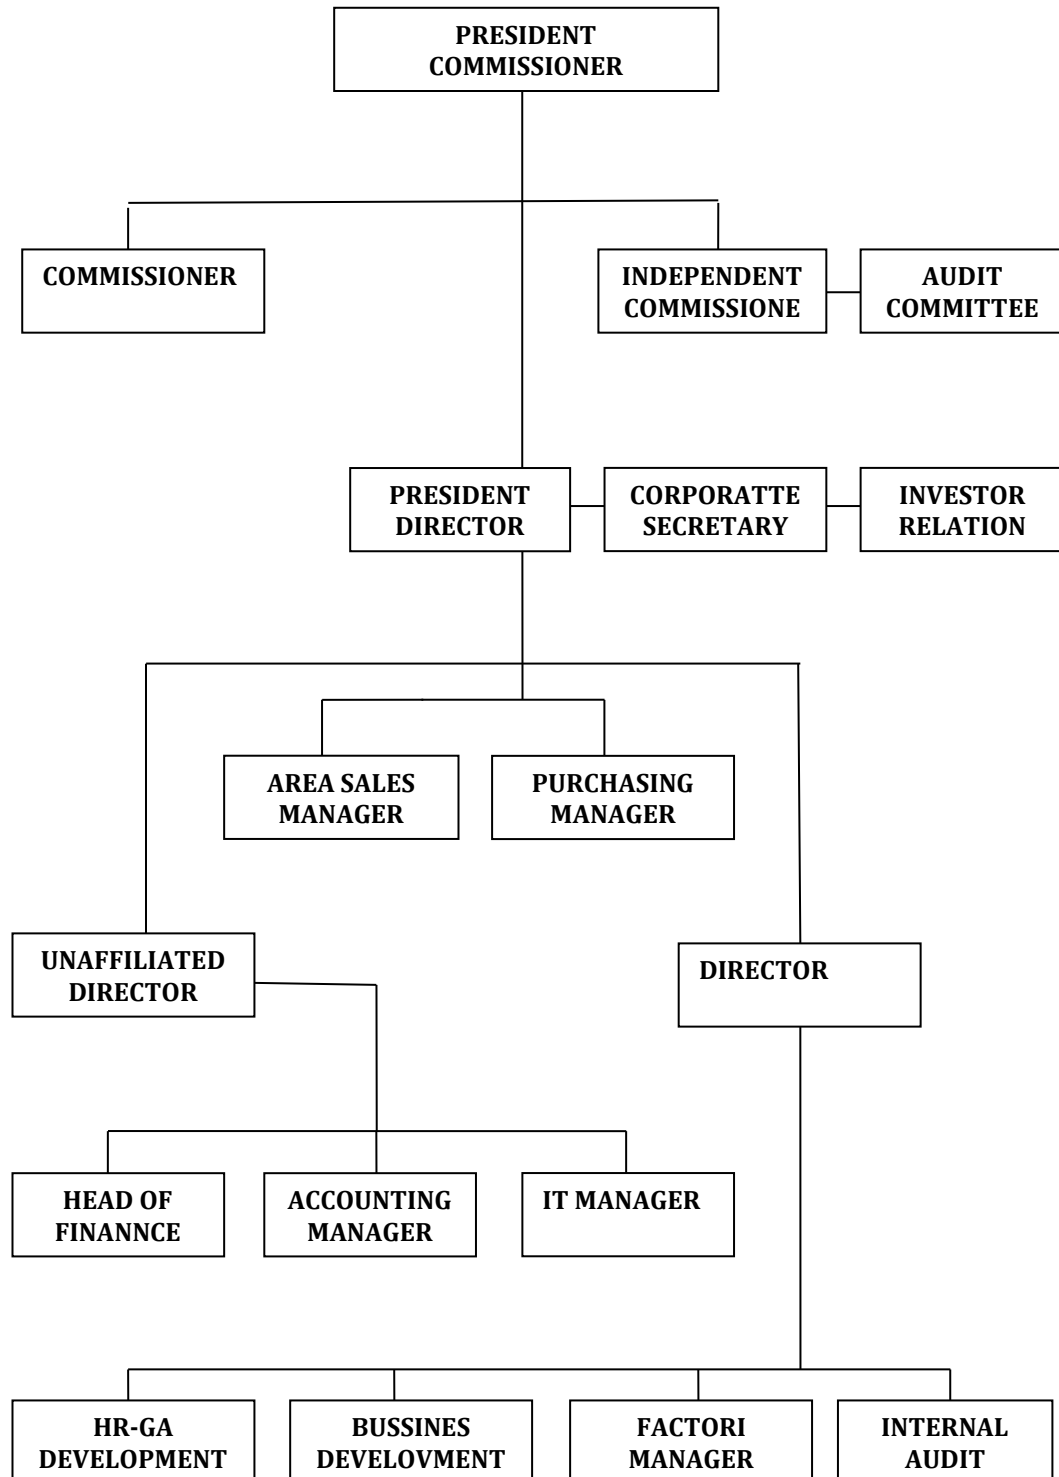 PRESIDENT
COMMISSIONER
COMMISSIONER
INDEPENDENT
COMMISSIONE
AUDIT
COMMITTEE
PRESIDENT
DIRECTOR
CORPORATTE
SECRETARY
INVESTOR
RELATION
AREA SALES
MANAGER
PURCHASING
MANAGER
UNAFFILIATED
DIRECTOR
DIRECTOR
HEAD OF
FINANNCE
ACCOUNTING
MANAGER
IT MANAGER
HR-GA
DEVELOPMENT
BUSSINES
DEVELOVMENT
FACTORI
MANAGER
INTERNAL
AUDIT